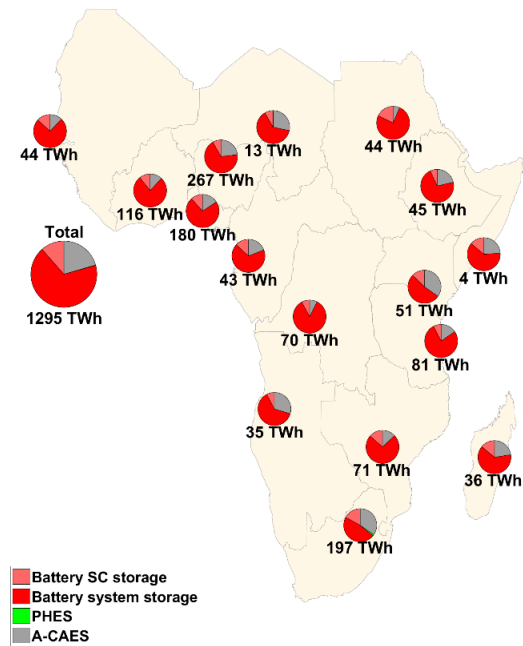 44 TWh
13 TWh
44 TWh
267 TWh
116 TWh
180 TWh
45 TWh
Total
1295 TWh
43 TWh
4 TWh
51 TWh
70 TWh
81 TWh
35 TWh
71 TWh
36 TWh
197 TWh
Battery SC storage
Battery system storage
PHES
A-CAES